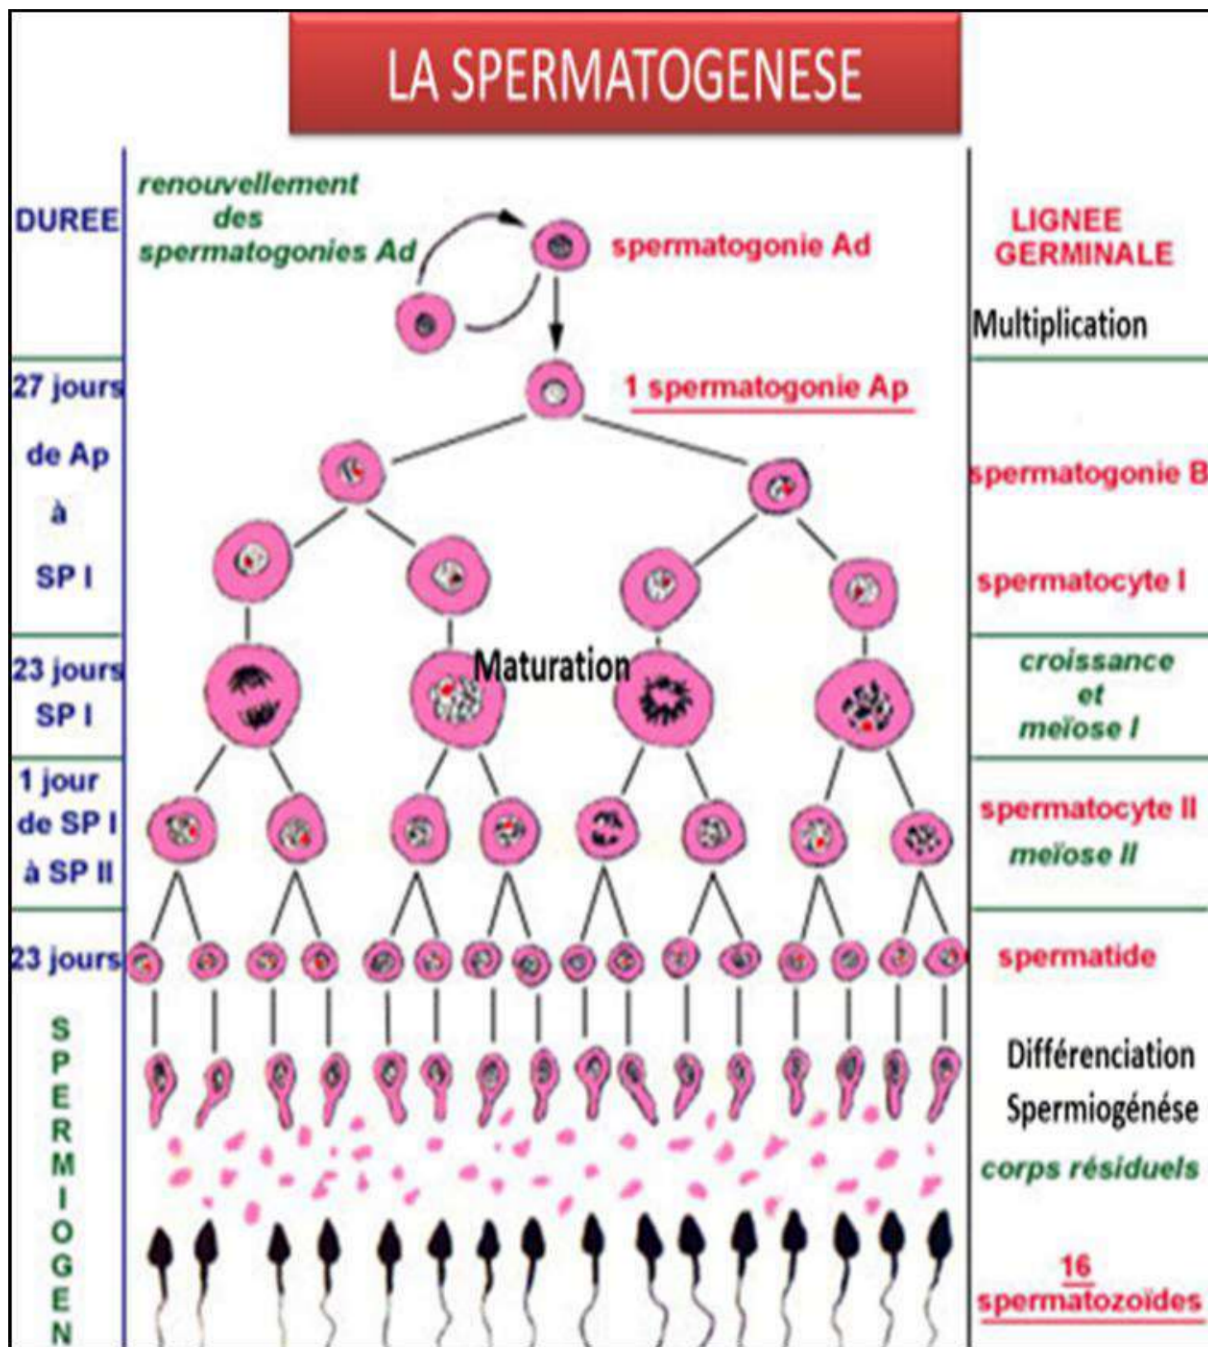 LA SPERMATOGENESE
DUREE
renouvellement
des
spermatogonies Ad
spermatogonie Ad
LIGNEE
GERMINALE
Multiplication
27 jours
de Ap
à
SP I
1 spermatogonie Ap
spermatogonie B
spermatocyte I
23 jours
SP I
Maturation
croissance
et
meïose I
1 jour
de SP I
à SP II
spermatocyte II
meïose II
23 jours
spermatide
S
P
E
R
M
I
O
G
E
N
Différenciation
Spermiogénése
corps résiduels
16
spermatozoïdes